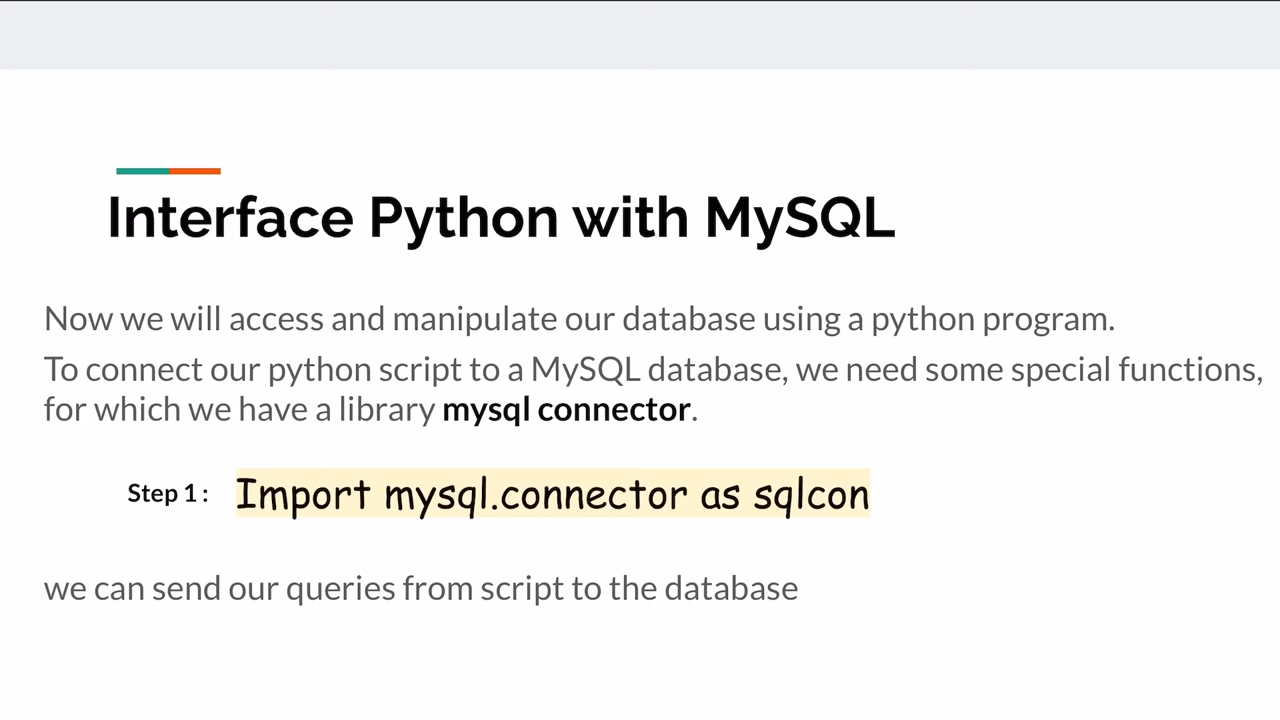 Interface Python with MySQL
Now we will access and manipulate our database using a python program.
To connect our python script to a MySQL database, we need some special functions,
for which we have a library mysql connector.
Step 1 : Import mysql.connector as sqlcon
we can send our queries from script to the database